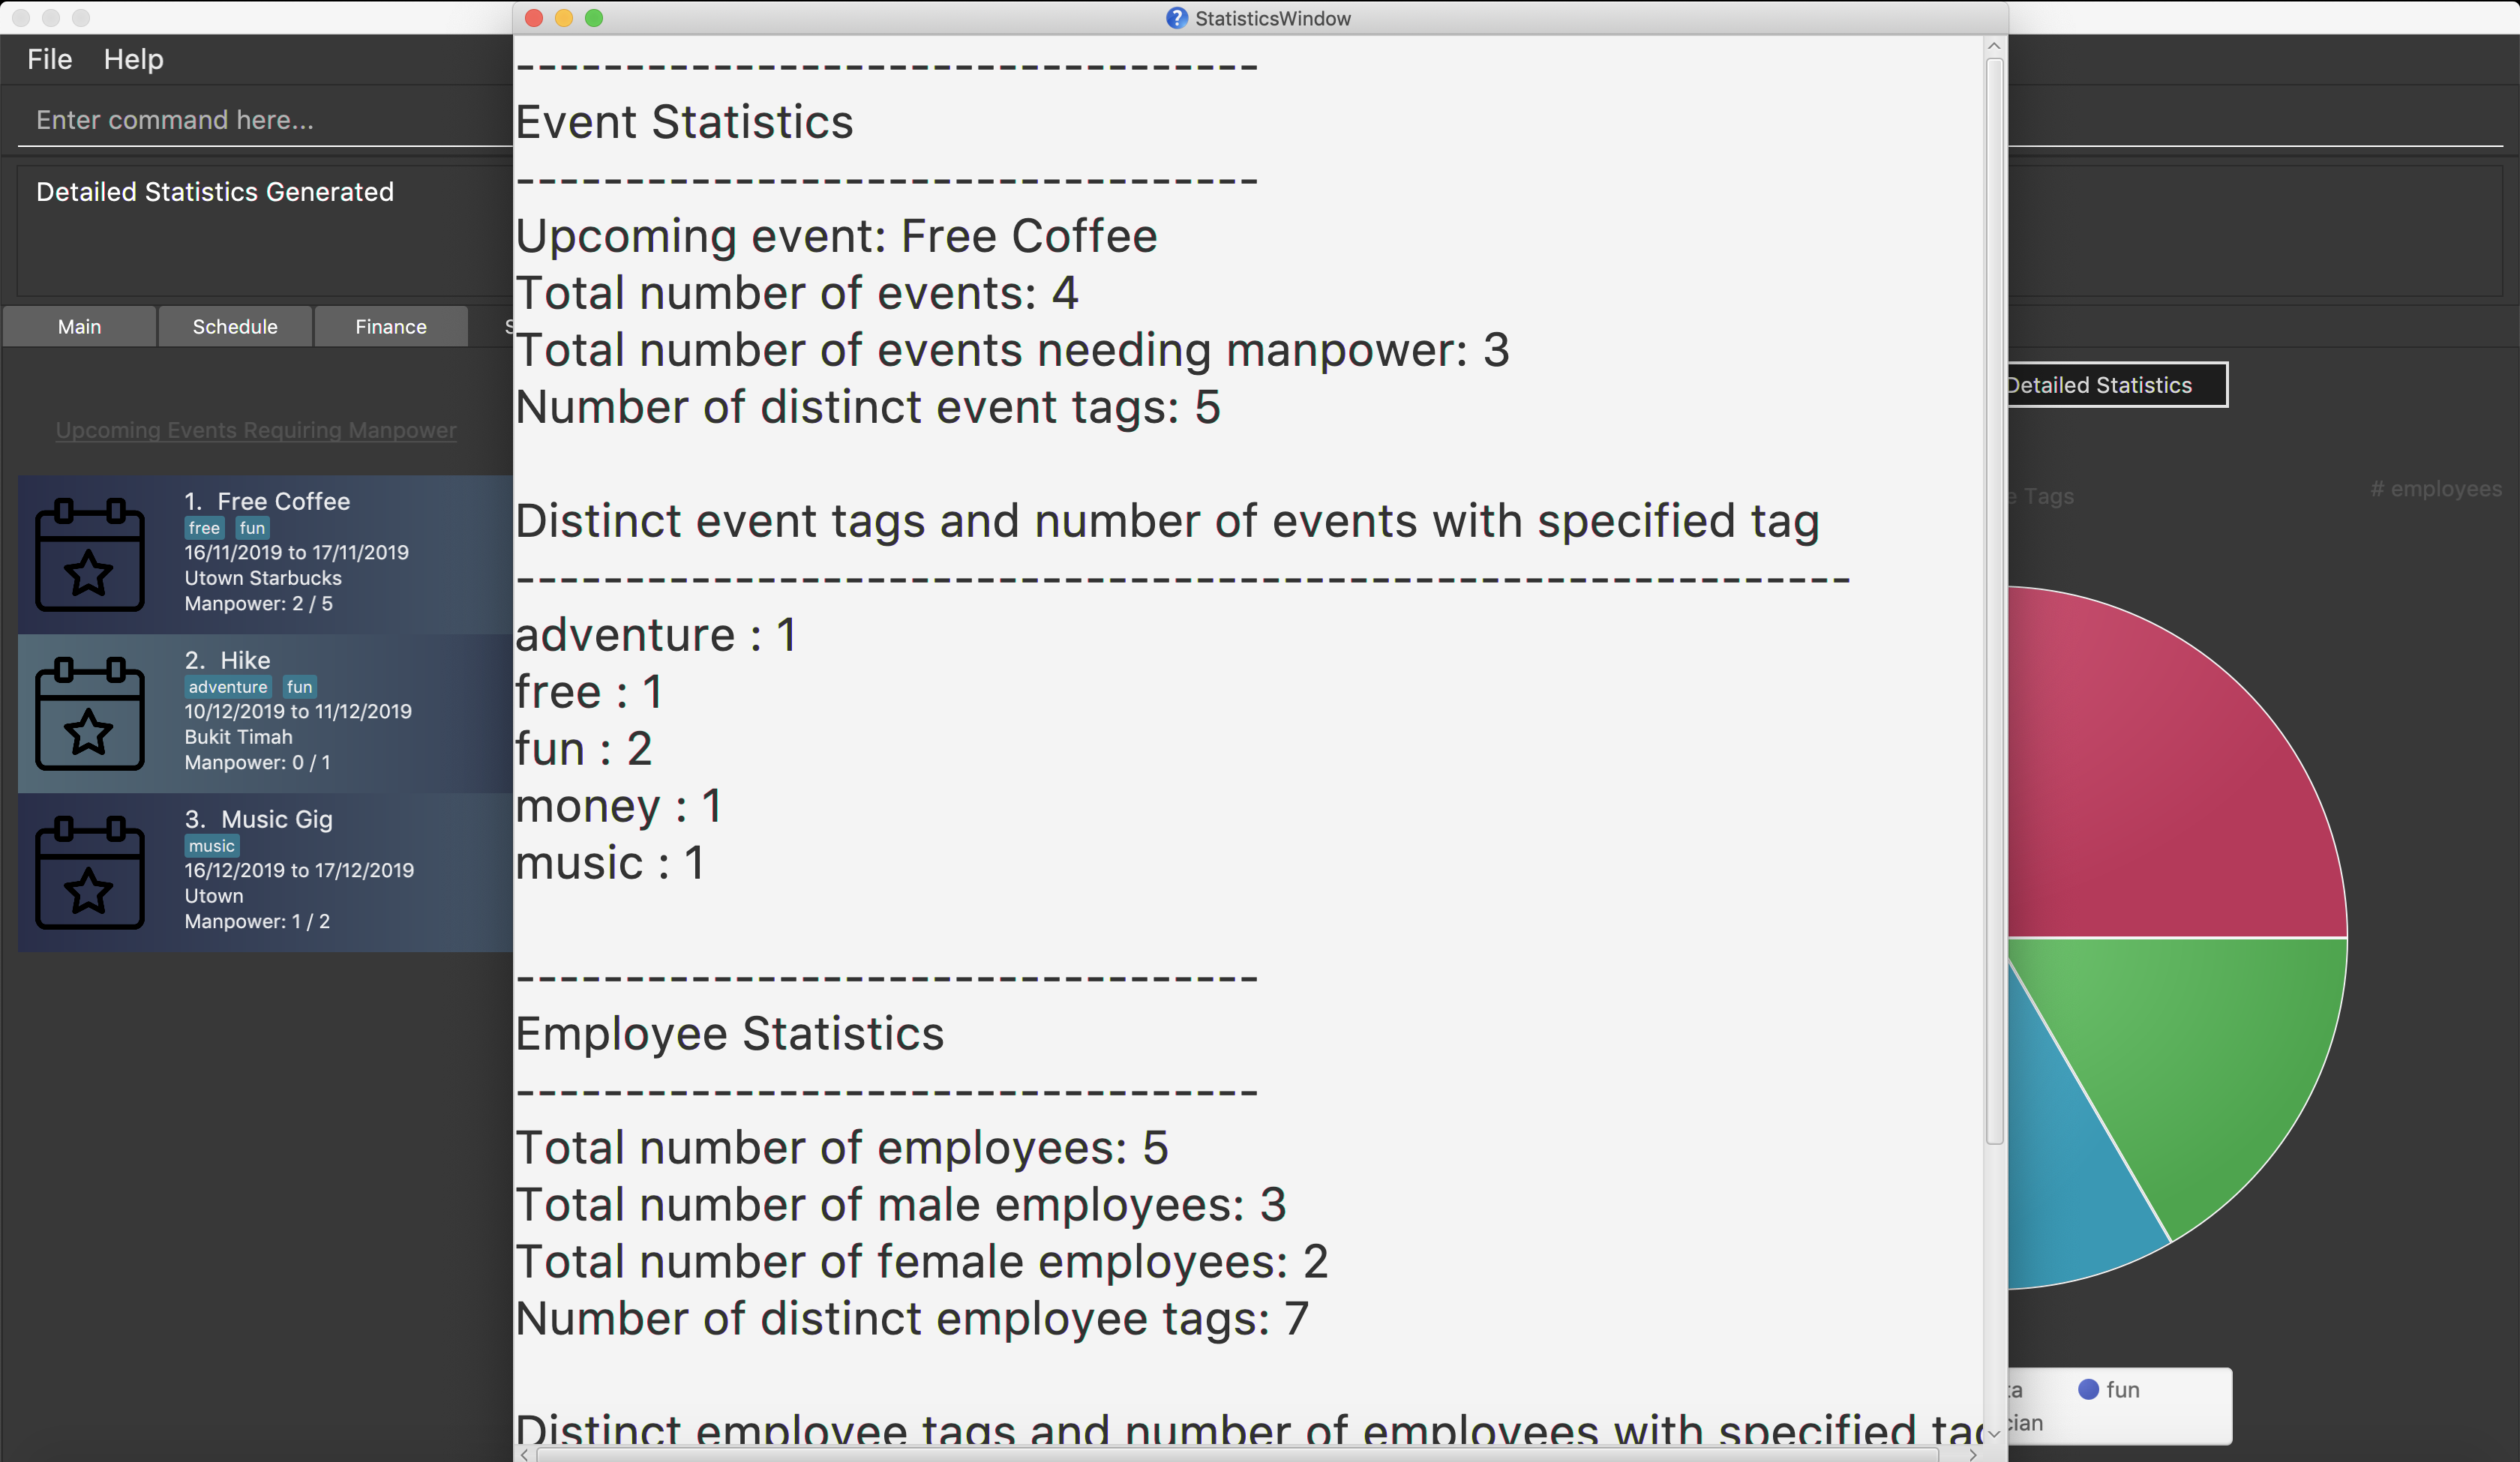 StatisticsWindow
File Help
Enter command here...
Detailed Statistics Generated
Main Schedule Finance
Upcoming Events Requiring Manpower
1. Free Coffee
free fun
16/11/2019 to 17/11/2019
Utown Starbucks
Manpower: 2 / 5
2. Hike
adventure fun
10/12/2019 to 11/12/2019
Bukit Timah
Manpower: 0 / 1
3. Music Gig
music
16/12/2019 to 17/12/2019
Utown
Manpower: 1 / 2
----------------------------------
Event Statistics
----------------------------------
Upcoming event: Free Coffee
Total number of events: 4
Total number of events needing manpower: 3
Number of distinct event tags: 5
Distinct event tags and number of events with specified tag
-------------------------------------------------------------
adventure : 1
free : 1
fun : 2
money : 1
music : 1
----------------------------------
Employee Statistics
----------------------------------
Total number of employees: 5
Total number of male employees: 3
Total number of female employees: 2
Number of distinct employee tags: 7
Distinct employee tags and number of employees with specified tag
Detailed Statistics
Tags
# employees
fun